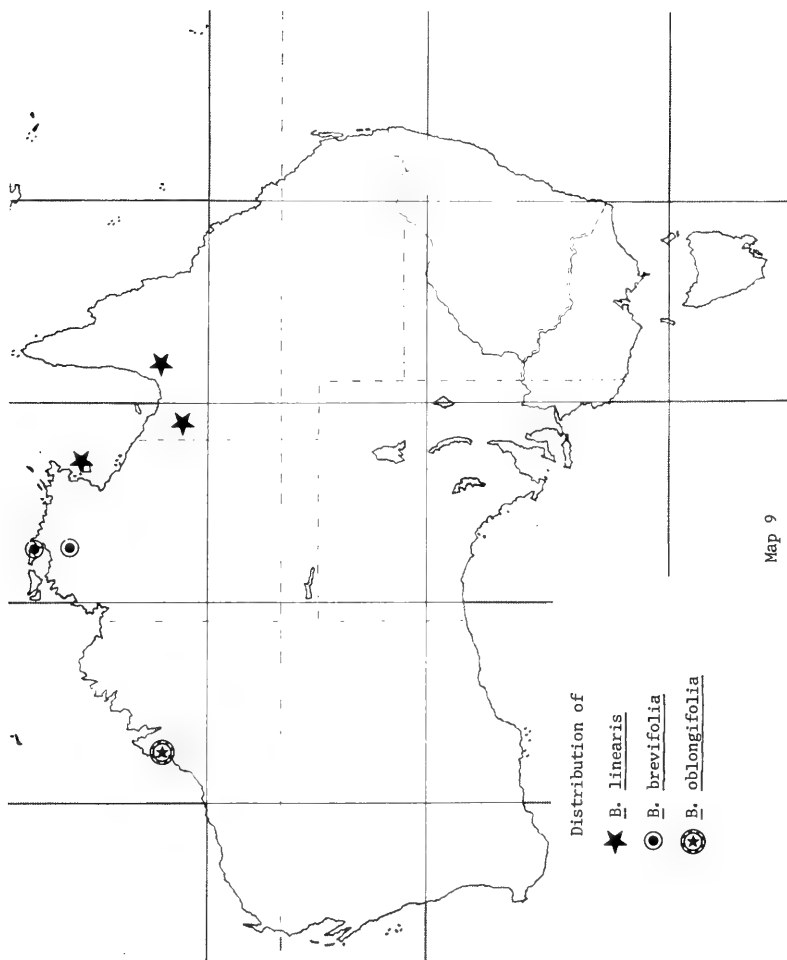 Distribution of
B. linearis
B. brevifolia
B. oblongifolia
Map 9